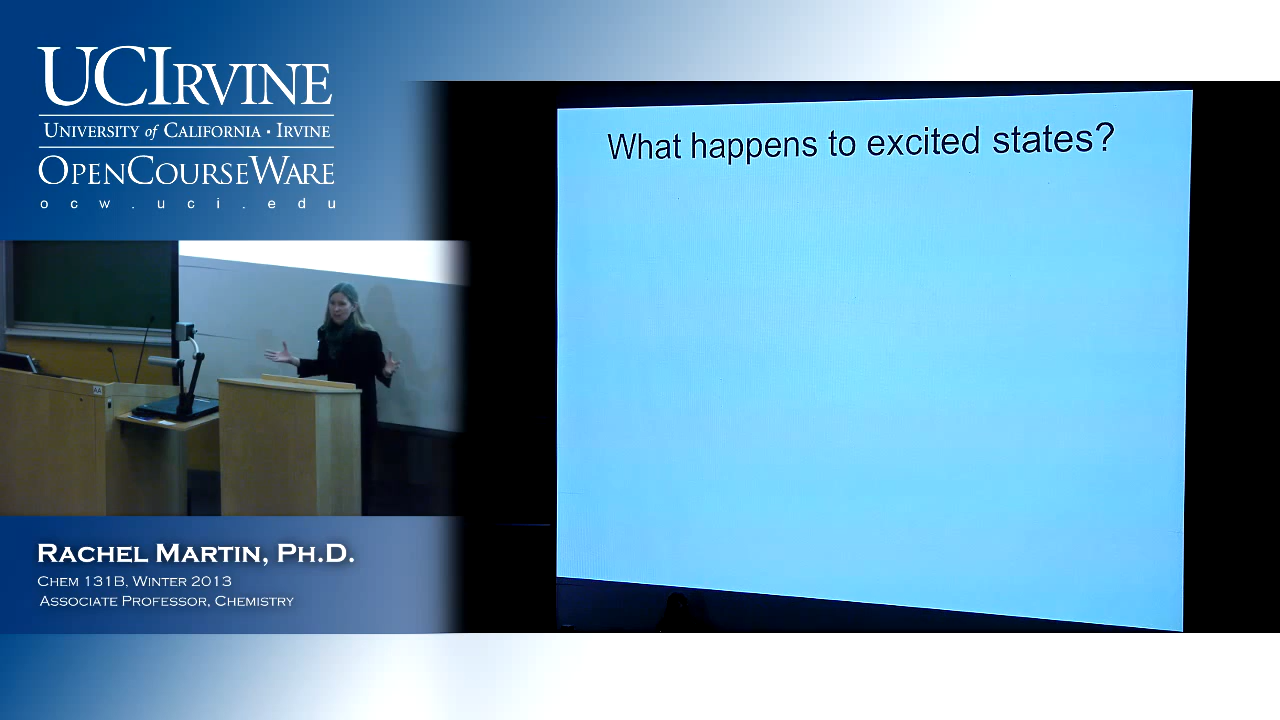 UCIRVINE
UNIVERSITY of CALIFORNIA · IRVINE
OPENCOURSEWARE
ocw.uci.edu
What happens to excited states?
RACHEL MARTIN, PH.D.
CHEM 131B, WINTER 2013
ASSOCIATE PROFESSOR, CHEMISTRY